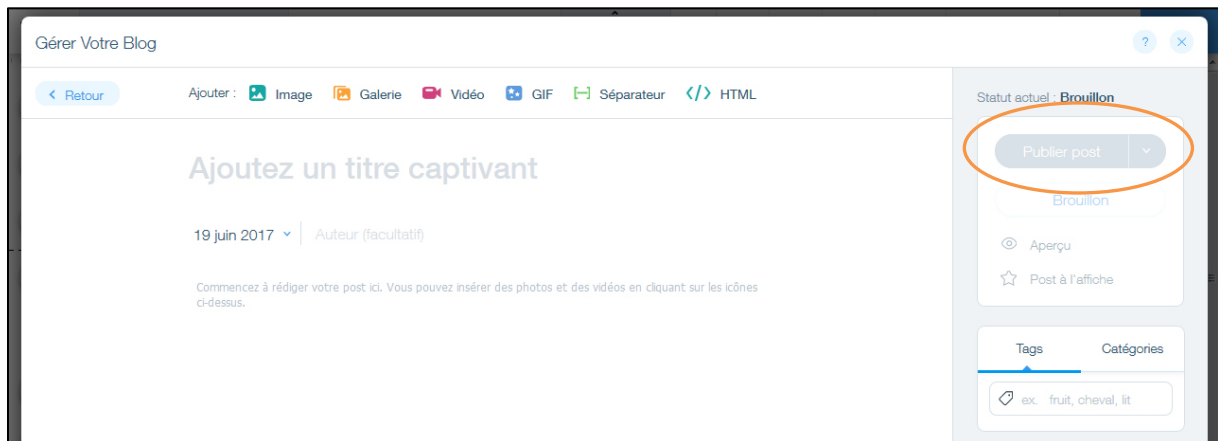 Gérer Votre Blog
?
Retour
Ajouter : Image Galerie Vidéo GIF Séparateur HTML
Statut actuel : Brouillon
Publier post
Brouillon
Aperçu
Post à l'affiche
Tags Catégories
ex. fruit, cheval, lit
Ajoutez un titre captivant
19 juin 2017 Auteur (facultatif)
Commencez à rédiger votre post ici. Vous pouvez insérer des photos et des vidéos en cliquant sur les icônes
ci-dessus.